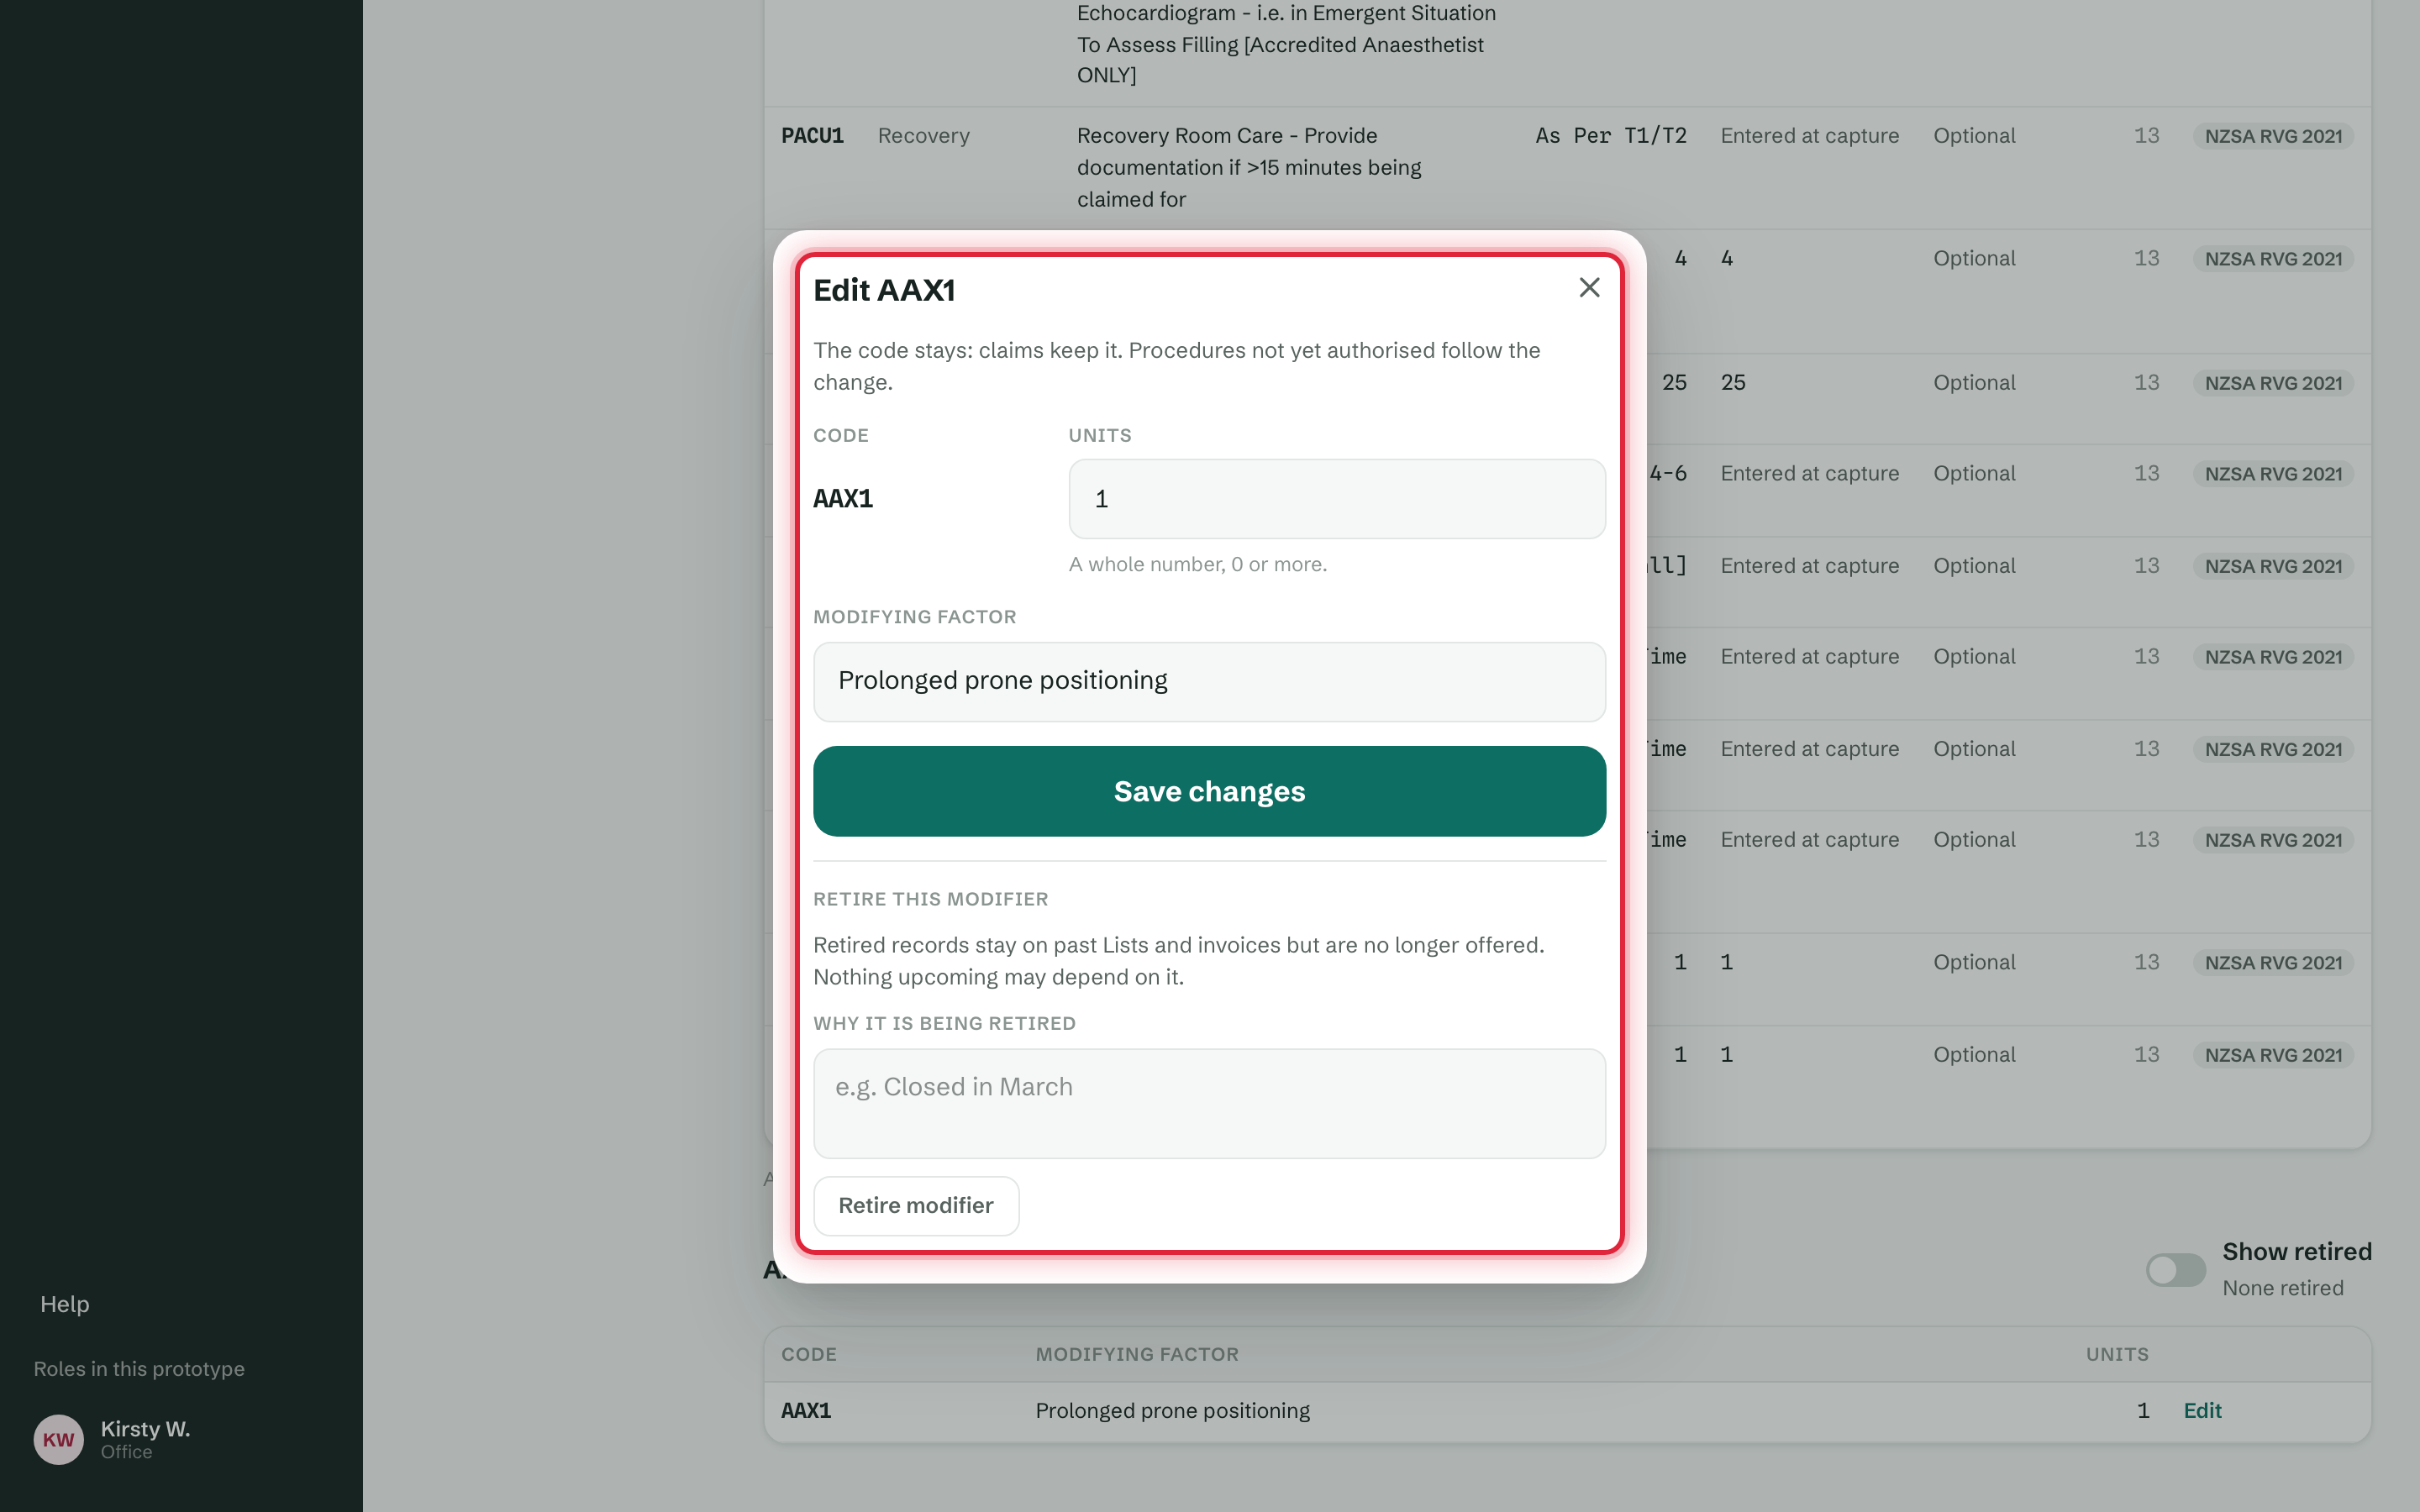 Echocardiogram - i.e. in Emergent Situation
To Assess Filling [Accredited Anaesthetist
ONLY]
PACU1 Recovery Recovery Room Care - Provide As Per T1/T2 Entered at capture Optional 13 NZSA RVG 2021
documentation if >15 minutes being
claimed for
4 4 Optional 13 NZSA RVG 2021
Edit AAX1
The code stays: claims keep it. Procedures not yet authorised follow the
change.
25 25 Optional 13 NZSA RVG 2021
CODE UNITS
4-6 Entered at capture Optional 13 NZSA RVG 2021
AAX1 1
A whole number, 0 or more.
Entered at capture Optional 13 NZSA RVG 2021
MODIFYING FACTOR
Entered at capture Optional 13 NZSA RVG 2021
Prolonged prone positioning
Entered at capture Optional 13 NZSA RVG 2021
Save changes
Entered at capture Optional 13 NZSA RVG 2021
RETIRE THIS MODIFIER
Retired records stay on past Lists and invoices but are no longer offered.
1 1 Optional 13 NZSA RVG 2021
Nothing upcoming may depend on it.
WHY IT IS BEING RETIRED
1 1 Optional 13 NZSA RVG 2021
e.g. Closed in March
Retire modifier
Show retired
None retired
CODE MODIFYING FACTOR UNITS
AAX1 Prolonged prone positioning 1 Edit
Help
Roles in this prototype
KW Kirsty W.
Office